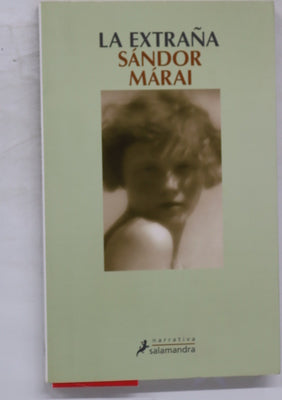 LA EXTRAÑA
SÁNDOR
MÁRAI
narrativa
salamandra